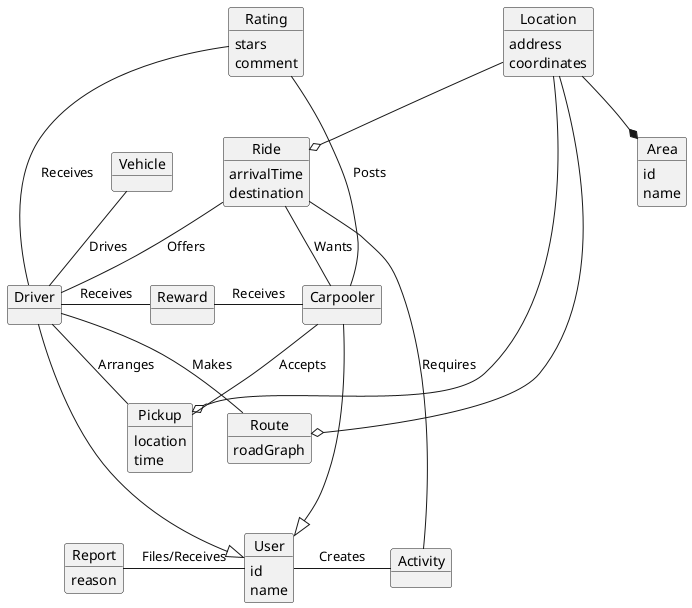 Rating
stars
comment
Location
address
coordinates
Vehicle
Ride
arrivalTime
destination
Area
id
name
Receives
Posts
Drives
Offers
Wants
Driver
Receives
Reward
Receives
Carpooler
Arranges
Makes
Accepts
Requires
Pickup
location
time
Route
roadGraph
Report
reason
Files/Receives
User
id
name
Creates
Activity